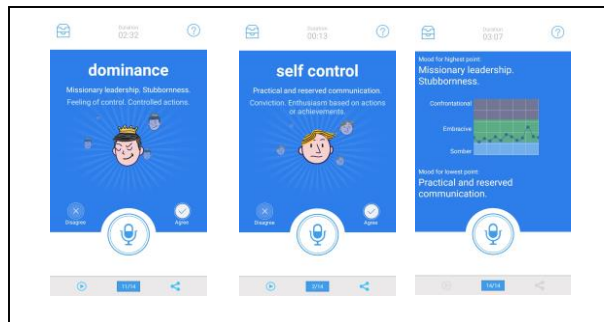 Duration
02:32
dominance
Missionary leadership. Stubbornness.
Feeling of control. Controlled actions.
Disagree
Agree
11/14
Duration
00:13
self control
Practical and reserved communication.
Conviction. Enthusiasm based on actions
or achievements.
Disagree
Agree
2/14
Duration
03:07
Mood for highest point:
Missionary leadership.
Stubbornness.
Confrontational
Embracive
Somber
Mood for lowest point:
Practical and reserved
communication.
14/14